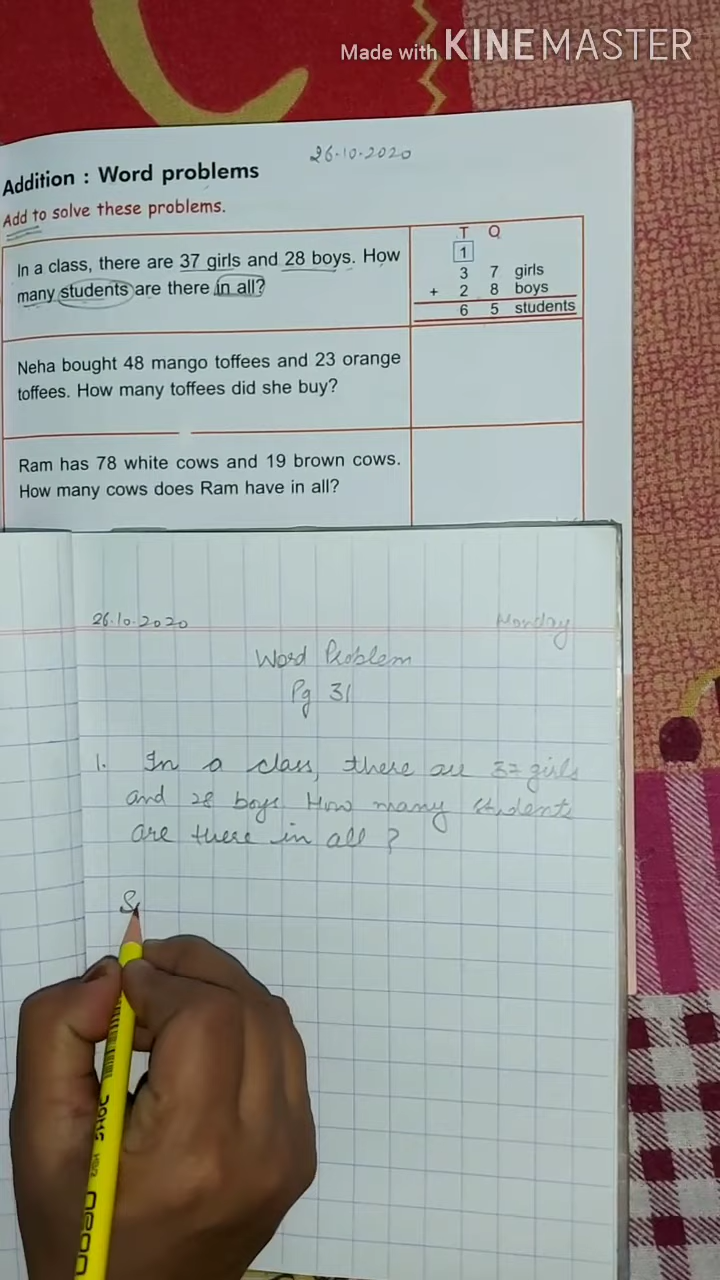 Made with KINEMASTER
26.10.2020
Addition : Word problems
Add to solve these problems.
In a class, there are 37 girls and 28 boys. How
many students are there in all?
T O
1
3 7 girls
+ 2 8 boys
6 5 students
Neha bought 48 mango toffees and 23 orange
toffees. How many toffees did she buy?
Ram has 78 white cows and 19 brown cows.
How many cows does Ram have in all?
26.10.2020 Monday
Word Problem
Pg 31
1. In a class, there are 37 girls
and 28 boys. How many students
are there in all ?